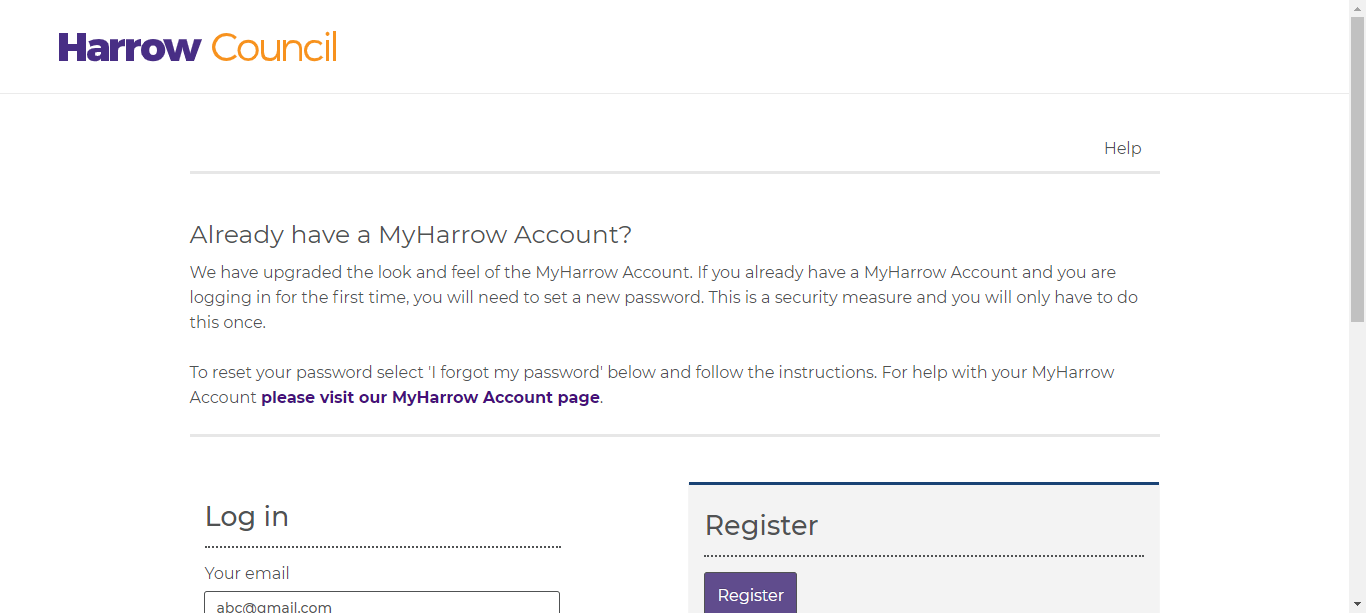 Harrow Council
Help
Already have a MyHarrow Account?
We have upgraded the look and feel of the MyHarrow Account. If you already have a MyHarrow Account and you are
logging in for the first time, you will need to set a new password. This is a security measure and you will only have to do
this once.
To reset your password select 'I forgot my password' below and follow the instructions. For help with your MyHarrow
Account please visit our MyHarrow Account page.
Log in
Your email
abc@gmail.com
Register
Register